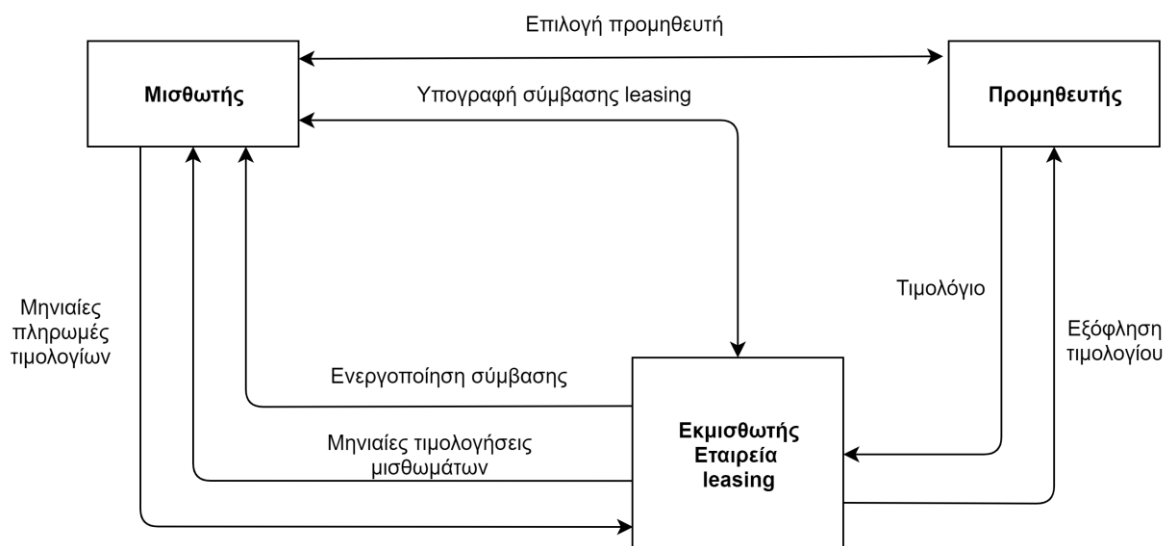 Επιλογή προμηθευτή
Μισθωτής
Προμηθευτής
Υπογραφή σύμβασης leasing
Μηνιαίες
πληρωμές
τιμολογίων
Τιμολόγιο
Εξόφληση
τιμολογίου
Ενεργοποίηση σύμβασης
Εκμισθωτής
Εταιρεία
leasing
Μηνιαίες τιμολογήσεις
μισθωμάτων